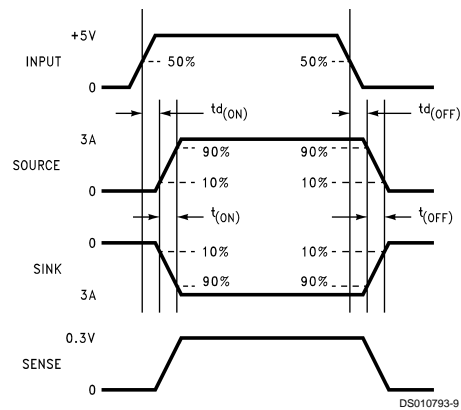 +5V
INPUT
50%
50%
0
td(ON)
td(OFF)
3A
90%
90%
SOURCE
10%
10%
0
t(ON)
t(OFF)
0
10%
10%
SINK
90%
90%
3A
0.3V
SENSE
0
DS010793-9